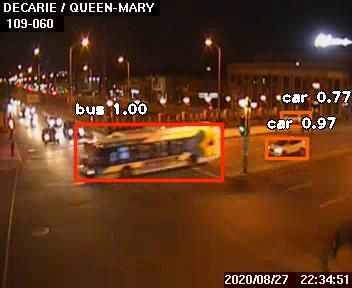 DECARIE / QUEEN-MARY
109-060
car 0.77
bus 1.00
car 0.97
2020/08/27 22:34:51